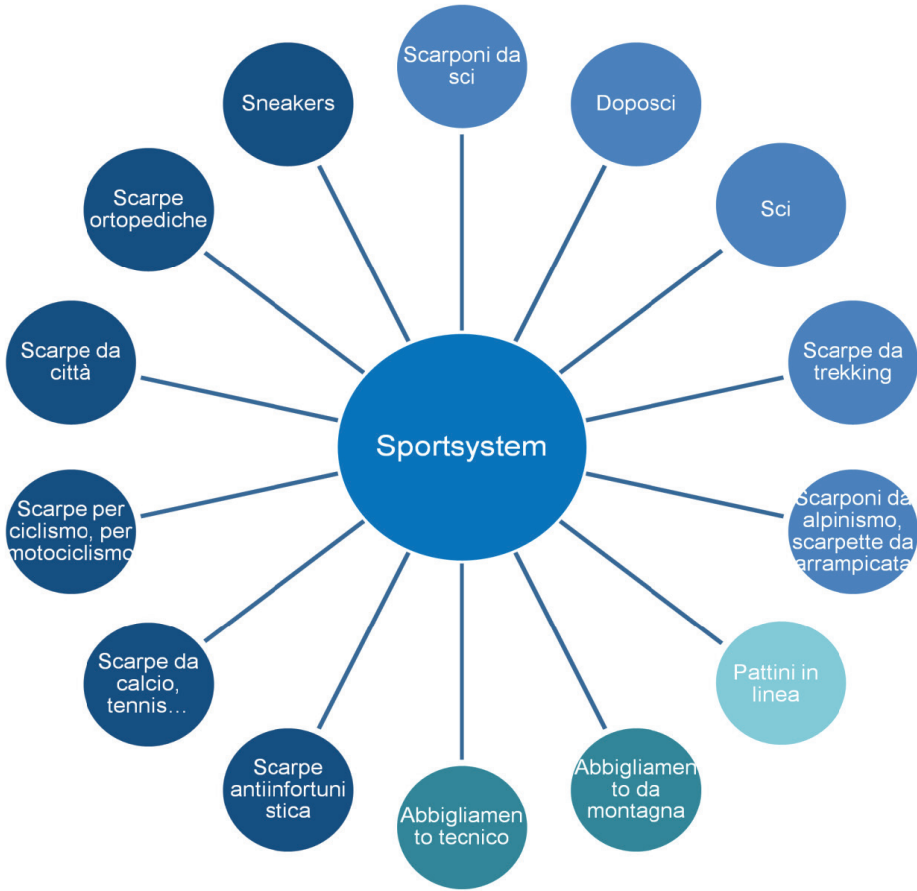 Scarponi da
sci
Doposci
Sci
Scarpe da
trekking
Scarponi da
alpinismo,
scarpette da
arrampicata
Pattini in
linea
Abbigliamen
to da
montagna
Abbigliamen
to tecnico
Scarpe
antiinfortuni
stica
Scarpe da
calcio,
tennis…
Scarpe per
ciclismo, per
motociclismo
Scarpe da
città
Scarpe
ortopediche
Sneakers
Sportsystem